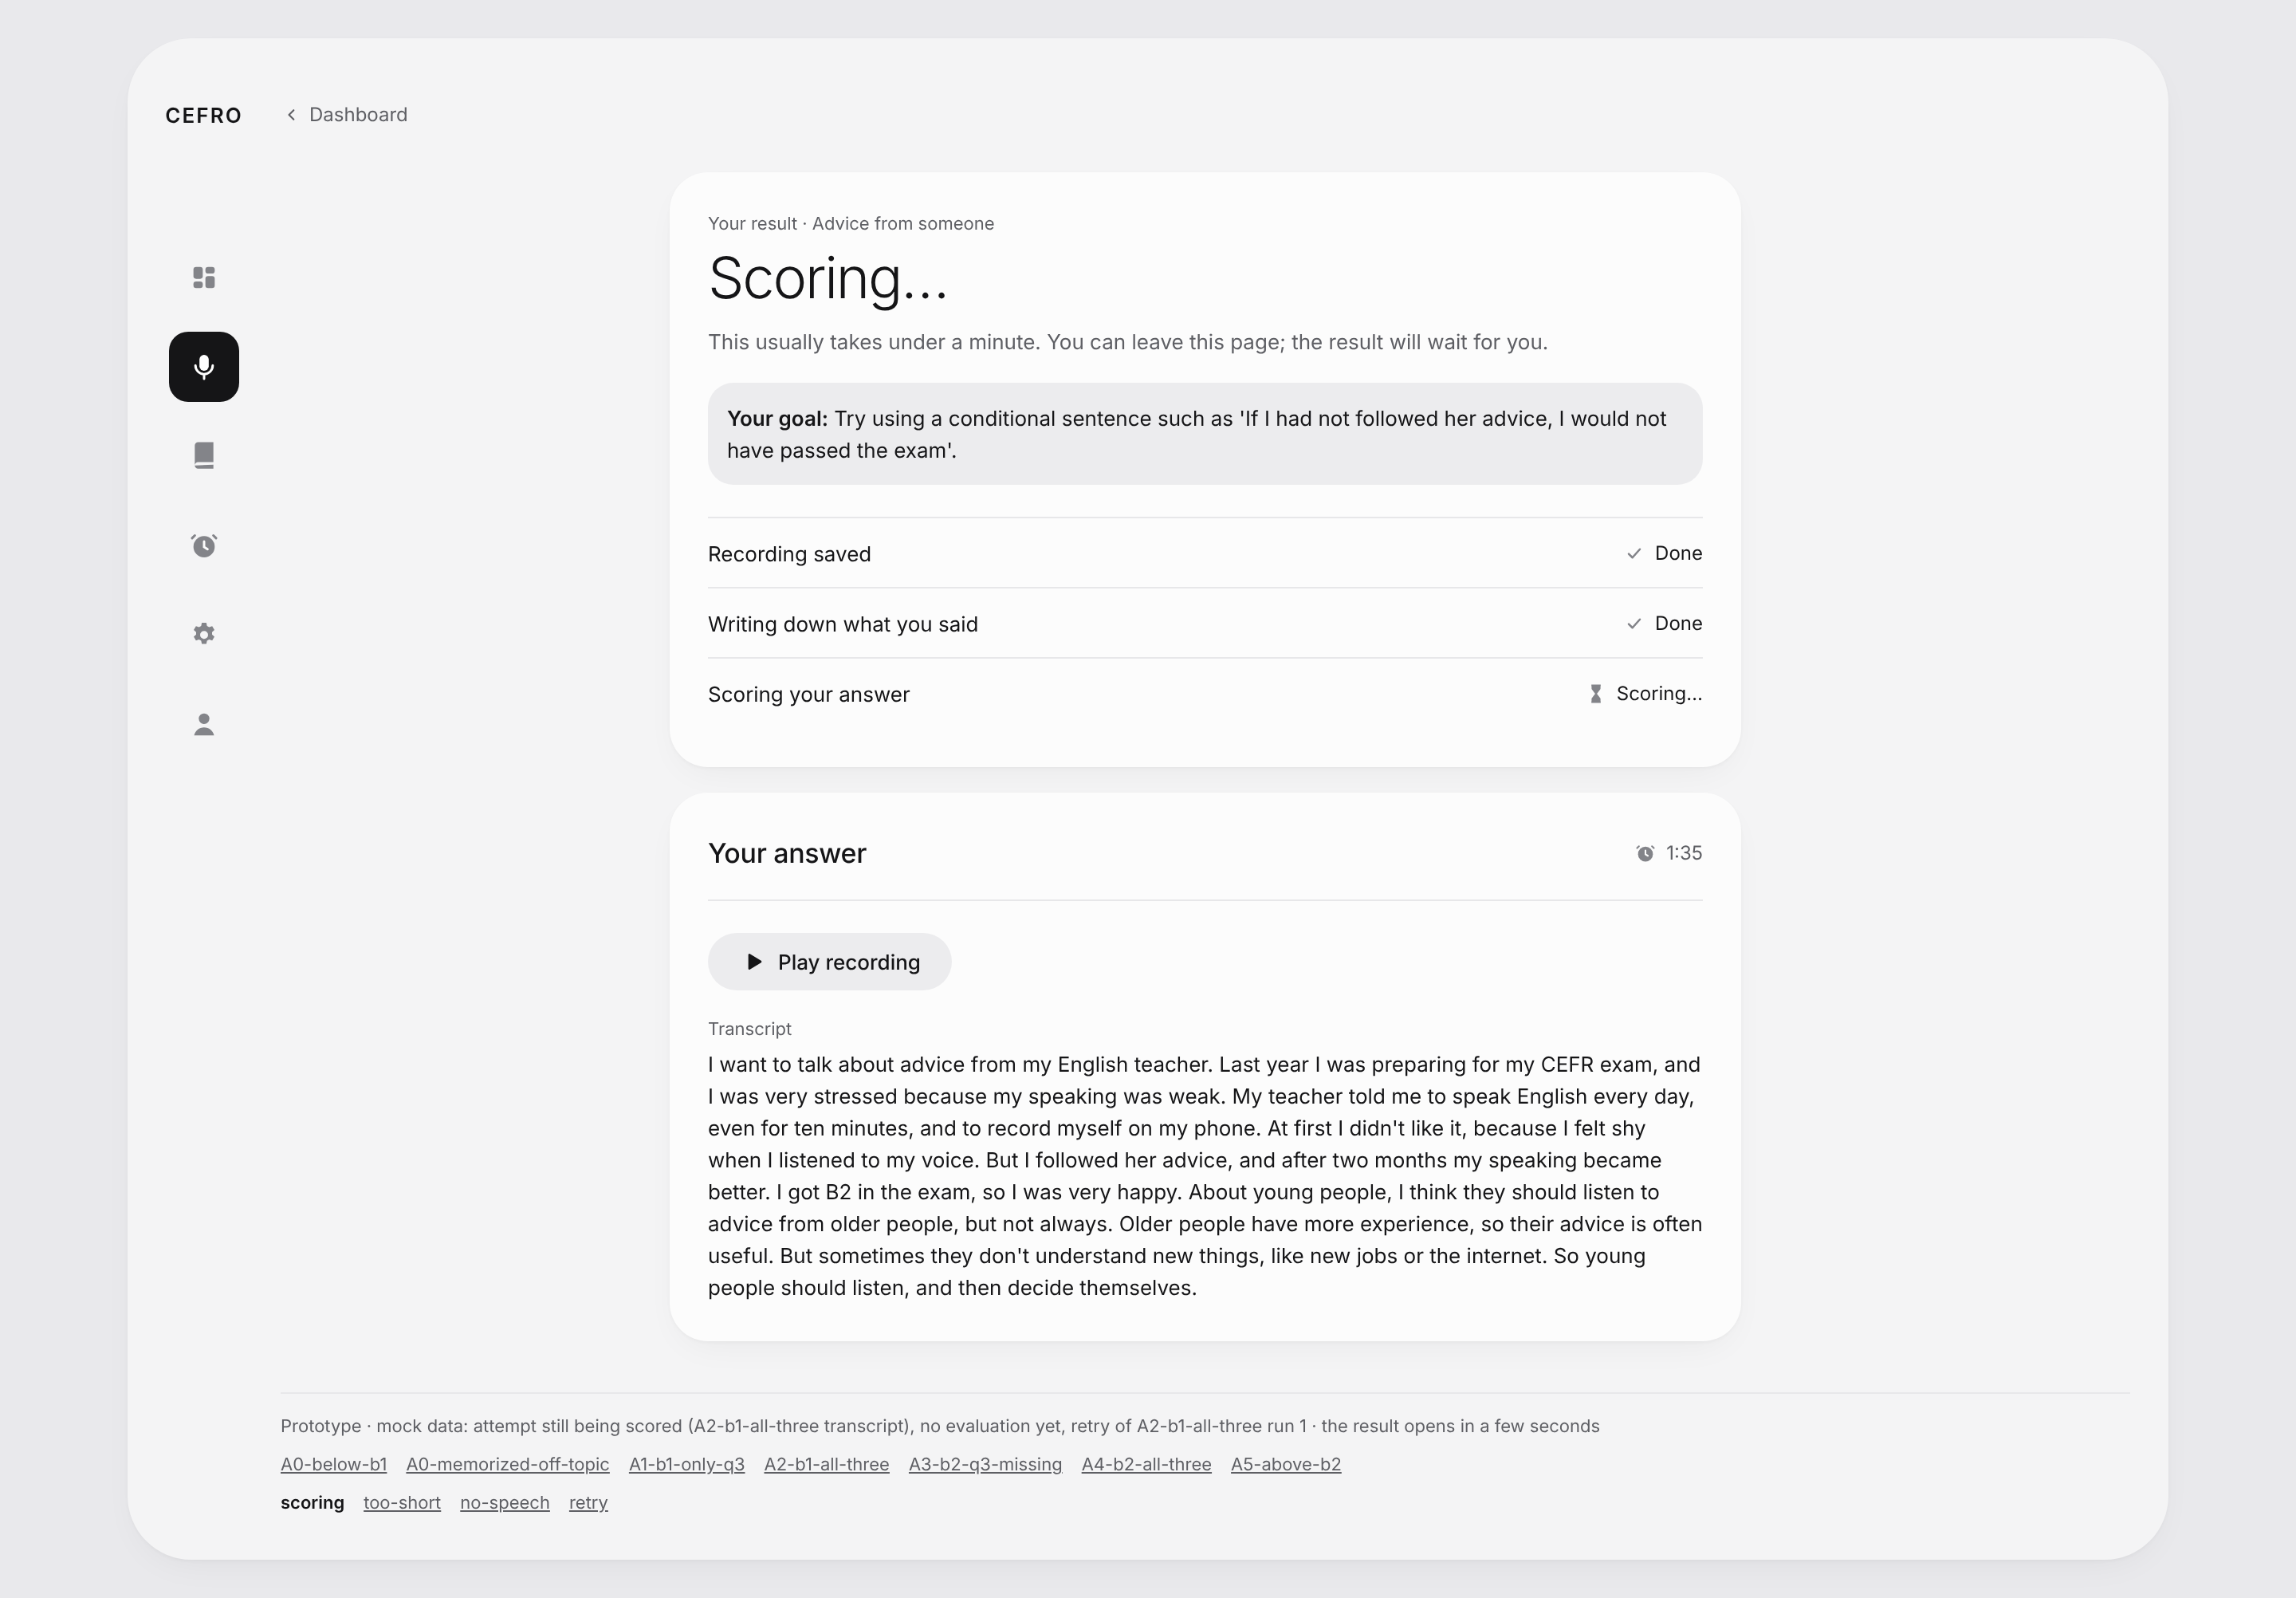 CEFRO
Dashboard
Your result · Advice from someone
Scoring...
This usually takes under a minute. You can leave this page; the result will wait for you.
Your goal: Try using a conditional sentence such as 'If I had not followed her advice, I would not
have passed the exam'.
Recording saved
Done
Writing down what you said
Done
Scoring your answer
Scoring...
Your answer
1:35
Play recording
Transcript
I want to talk about advice from my English teacher. Last year I was preparing for my CEFR exam, and
I was very stressed because my speaking was weak. My teacher told me to speak English every day,
even for ten minutes, and to record myself on my phone. At first I didn't like it, because I felt shy
when I listened to my voice. But I followed her advice, and after two months my speaking became
better. I got B2 in the exam, so I was very happy. About young people, I think they should listen to
advice from older people, but not always. Older people have more experience, so their advice is often
useful. But sometimes they don't understand new things, like new jobs or the internet. So young
people should listen, and then decide themselves.
Prototype · mock data: attempt still being scored (A2-b1-all-three transcript), no evaluation yet, retry of A2-b1-all-three run 1 · the result opens in a few seconds
A0-below-b1 A0-memorized-off-topic A1-b1-only-q3 A2-b1-all-three A3-b2-q3-missing A4-b2-all-three A5-above-b2
scoring too-short no-speech retry